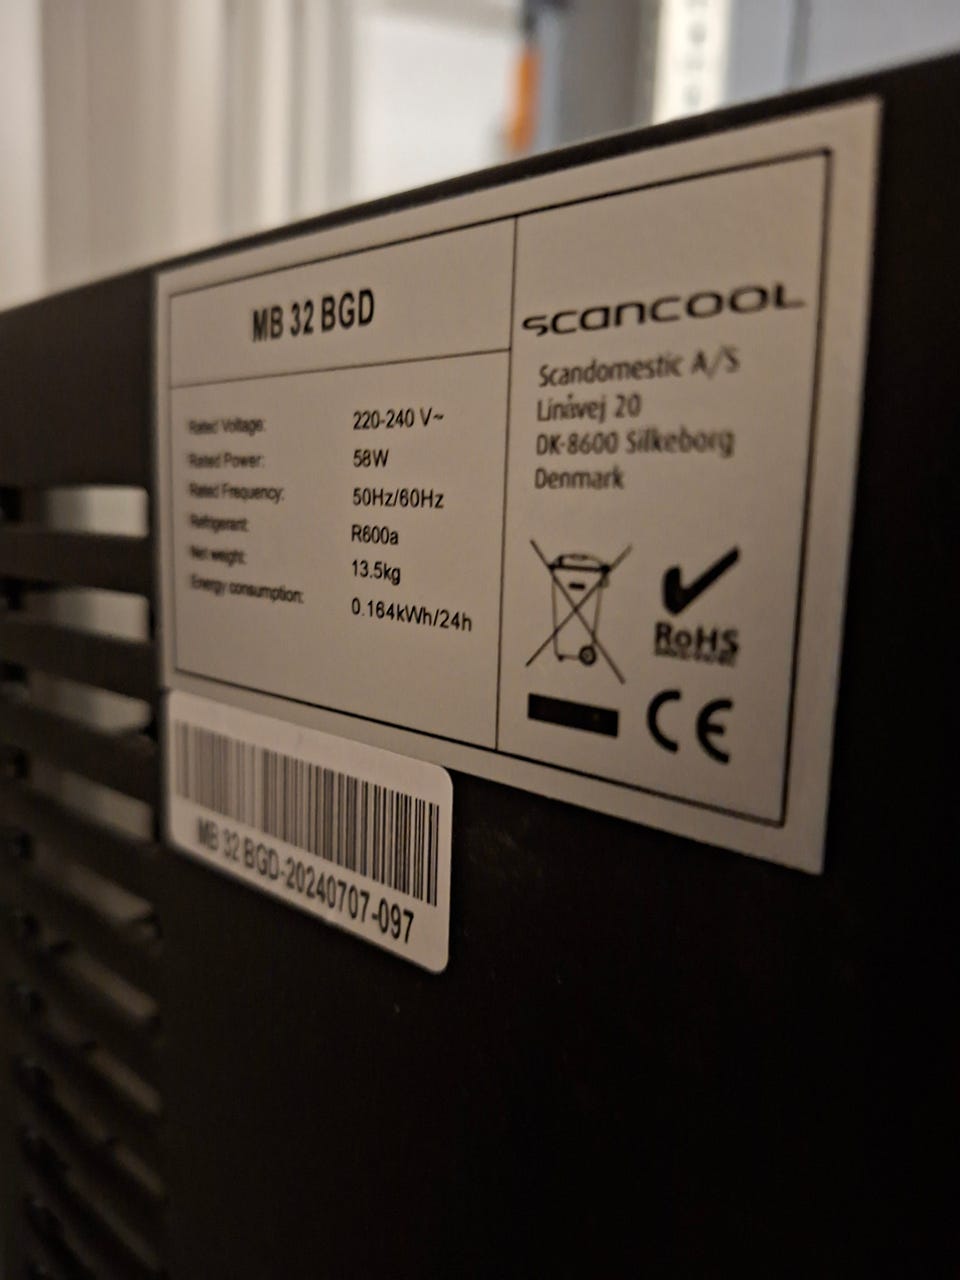 MB 32 BGD
Rated Voltage: 220-240 V~
Rated Power: 58W
Rated Frequency: 50Hz/60Hz
Refrigerant: R600a
Net weight: 13.5kg
Energy consumption: 0.164kWh/24h
SCANCOOL
Scandomestic A/S
Linåvej 20
DK-8600 Silkeborg
Denmark
RoHS
CE
MB 32 BGD-20240707-097